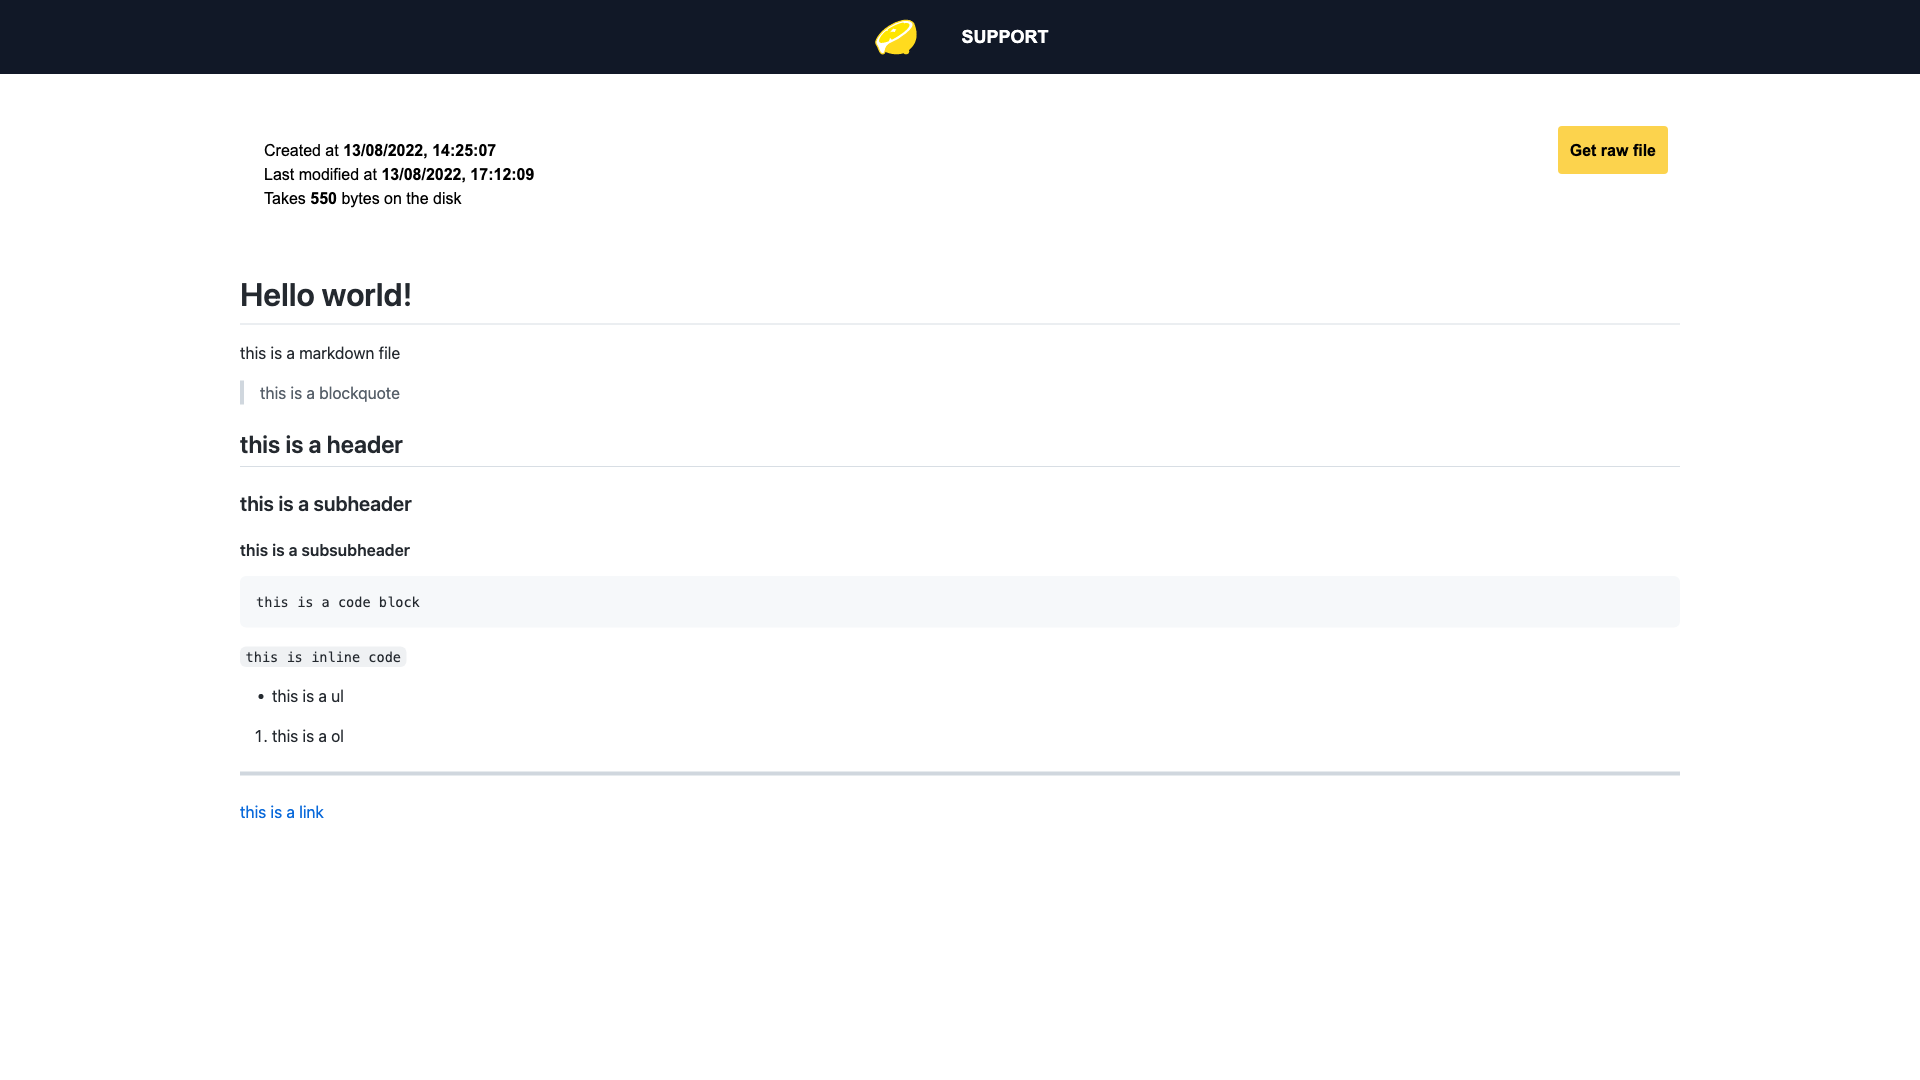 SUPPORT
Created at 13/08/2022, 14:25:07
Get raw file
Last modified at 13/08/2022, 17:12:09
Takes 550 bytes on the disk
Hello world!
this is a markdown file
this is a blockquote
this is a header
this is a subheader
this is a subsubheader
this is a code block
this is inline code
• this is a ul
1. this is a ol
this is a link